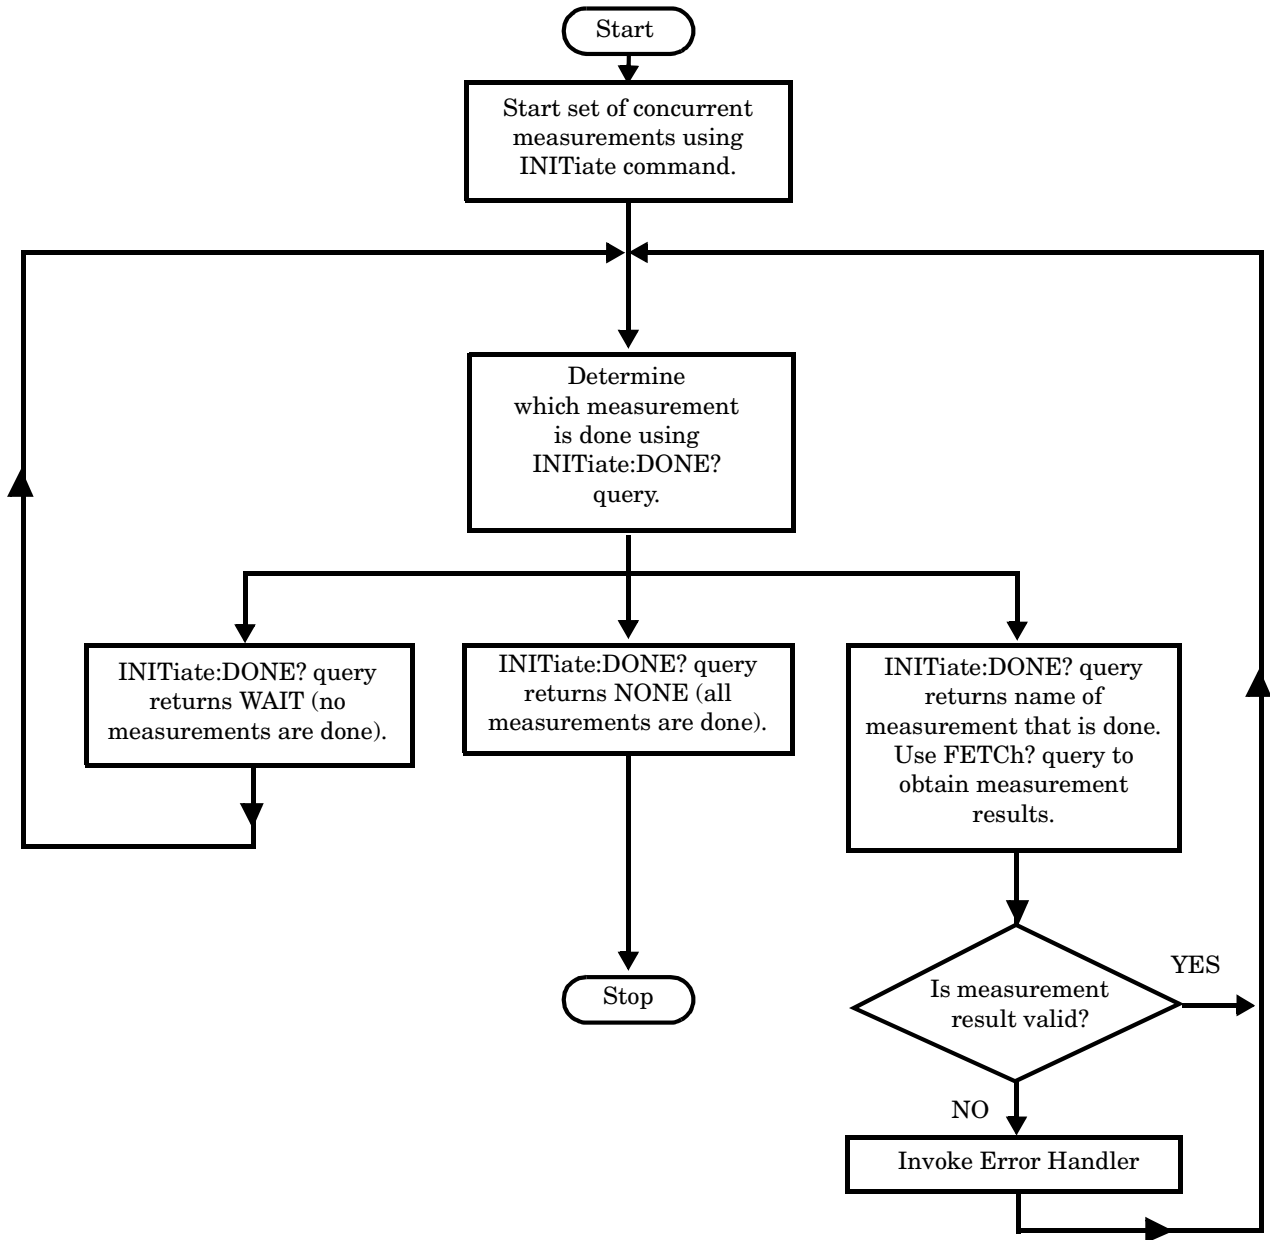 Start
Start set of concurrent
measurements using
INITiate command.
Determine
which measurement
is done using
INITiate:DONE?
query.
INITiate:DONE? query
returns WAIT (no
measurements are done).
INITiate:DONE? query
returns NONE (all
measurements are done).
INITiate:DONE? query
returns name of
measurement that is done.
Use FETCh? query to
obtain measurement
results.
Stop
Is measurement
result valid?
YES
NO
Invoke Error Handler